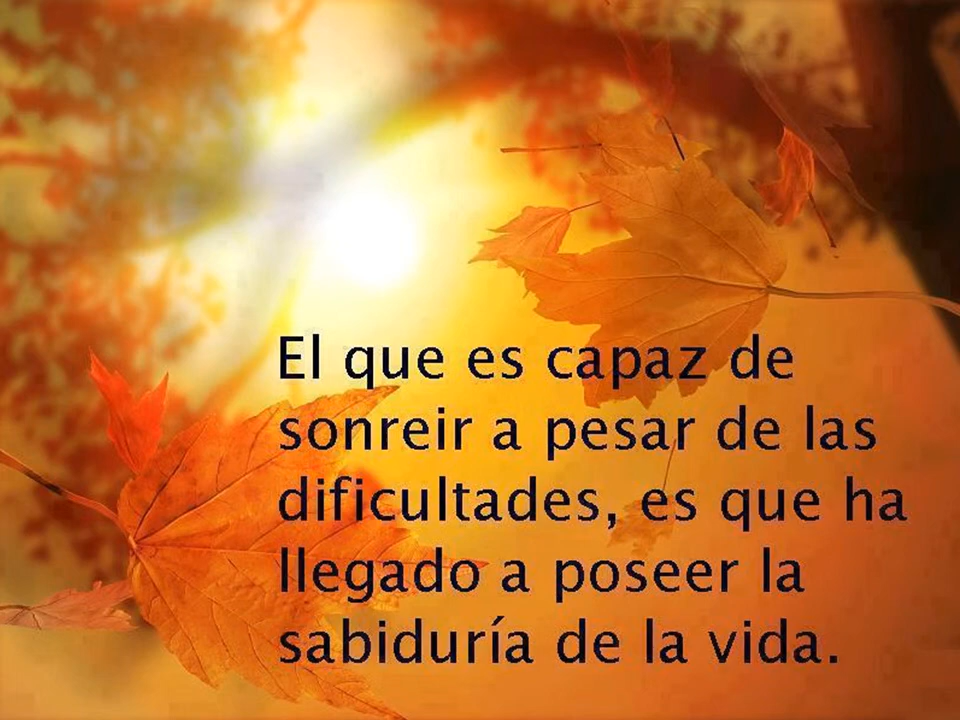 El que es capaz de
sonreir a pesar de las
dificultades, es que ha
llegado a poseer la
sabiduría de la vida.